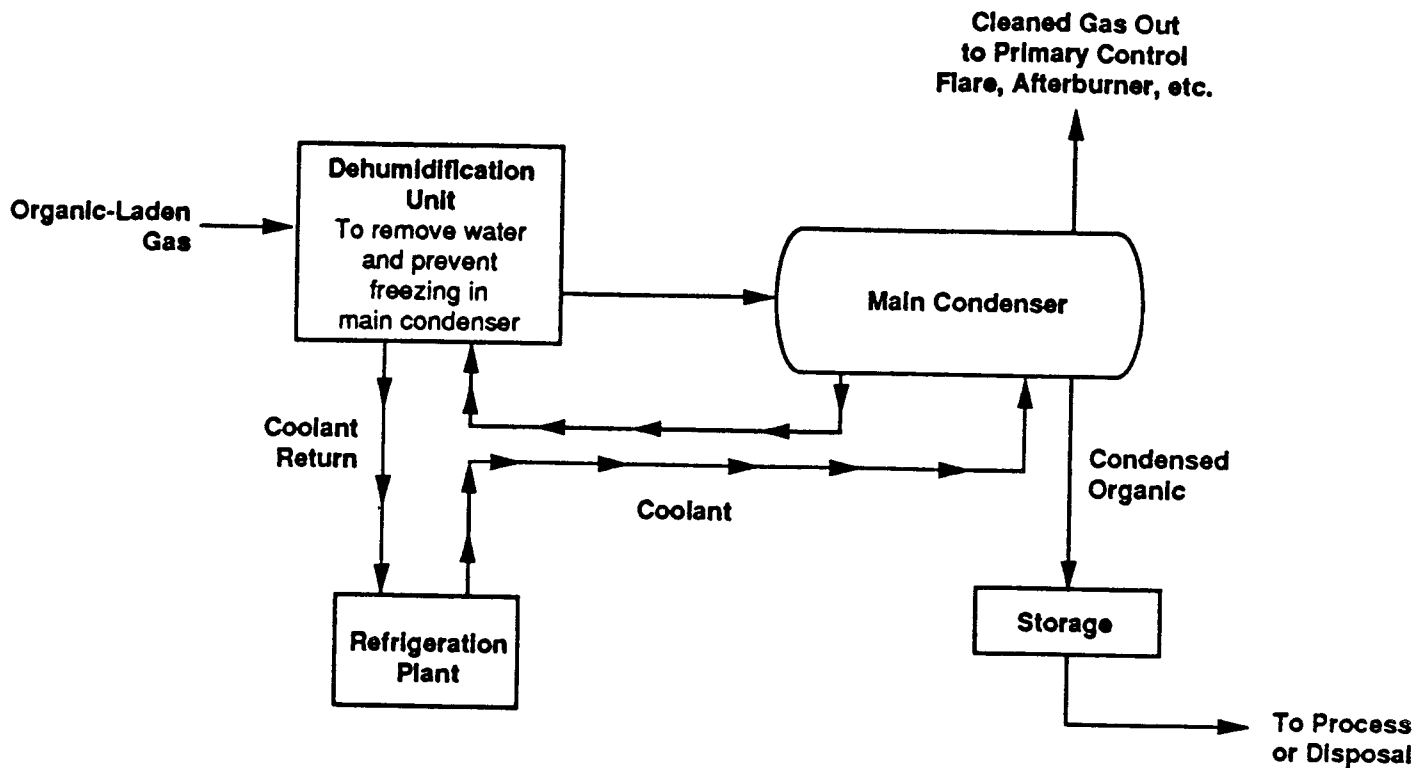 Cleaned Gas Out
to Primary Control
Flare, Afterburner, etc.
Dehumidification
Unit
To remove water
and prevent
freezing in
main condenser
Organic-Laden
Gas
Main Condenser
Coolant
Return
Coolant
Condensed
Organic
Refrigeration
Plant
Storage
To Process
or Disposal